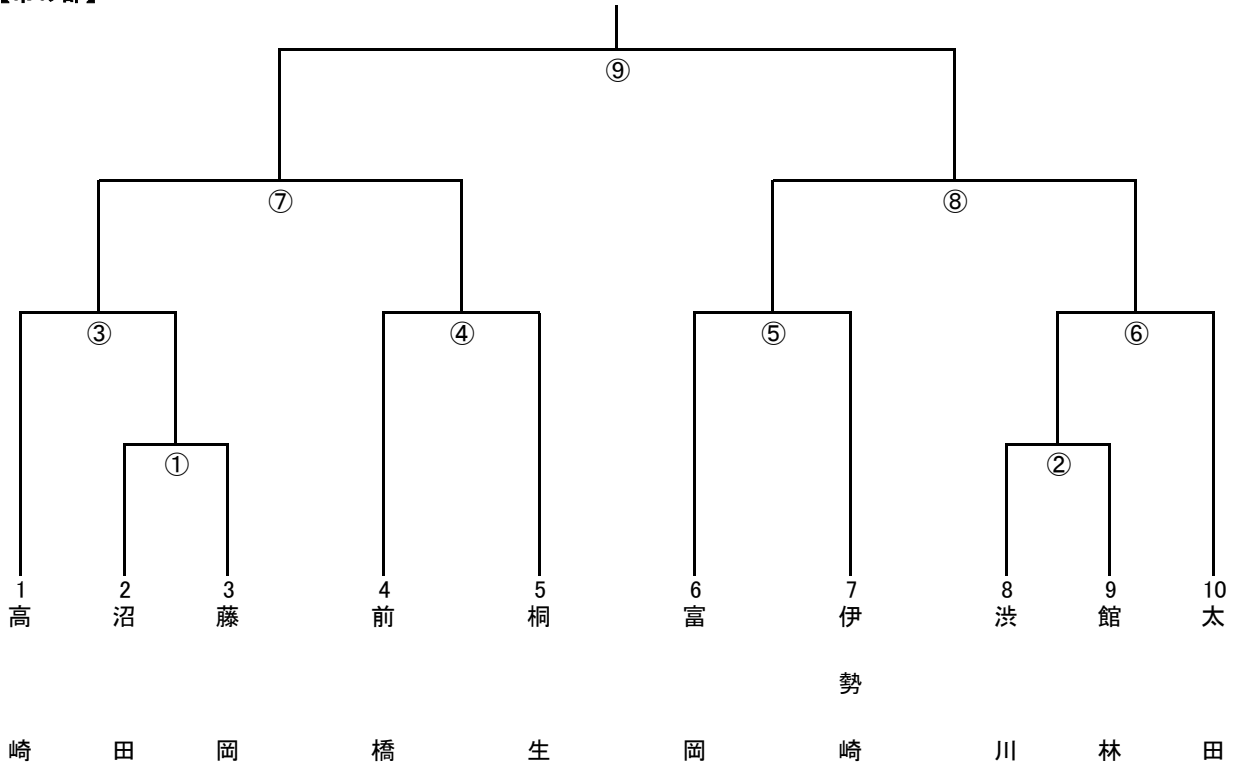 ⑨
⑦ ⑧
③ ④ ⑤ ⑥
① ②
1 2 3 4 5 6 7 8 9 10
高崎
沼田
藤岡
前橋
桐生
富岡
伊勢崎
渋川
館林
太田